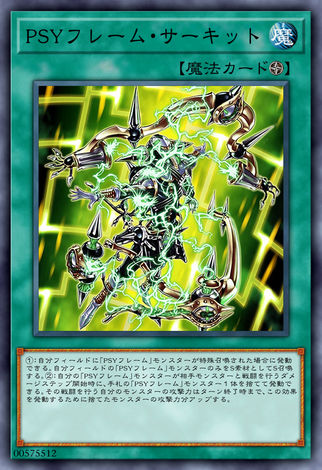 PSYフレーム・サーキット
魔
【魔法カード】
①:自分フィールドに「PSYフレーム」モンスターが特殊召喚された場合に発動
できる。自分フィールドの「PSYフレーム」モンスターのみをS素材としてS召喚
する。②:自分の「PSYフレーム」モンスターが相手モンスターと戦闘を行うダメ
ージステップ開始時に、手札の「PSYフレーム」モンスター1体を捨てて発動で
きる。その戦闘を行う自分のモンスターの攻撃力はターン終了時まで、この効果
を発動するために捨てたモンスターの攻撃力分アップする。
00575512